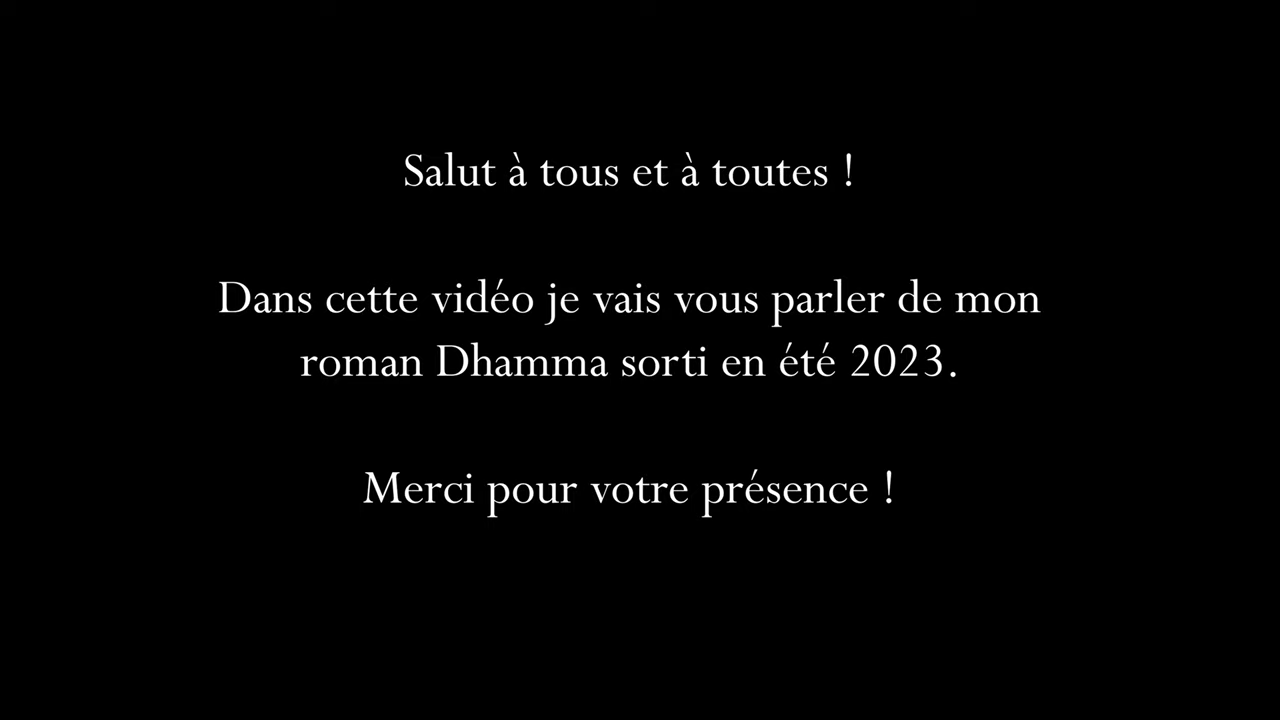 Salut à tous et à toutes !
Dans cette vidéo je vais vous parler de mon
roman Dhamma sorti en été 2023.
Merci pour votre présence !